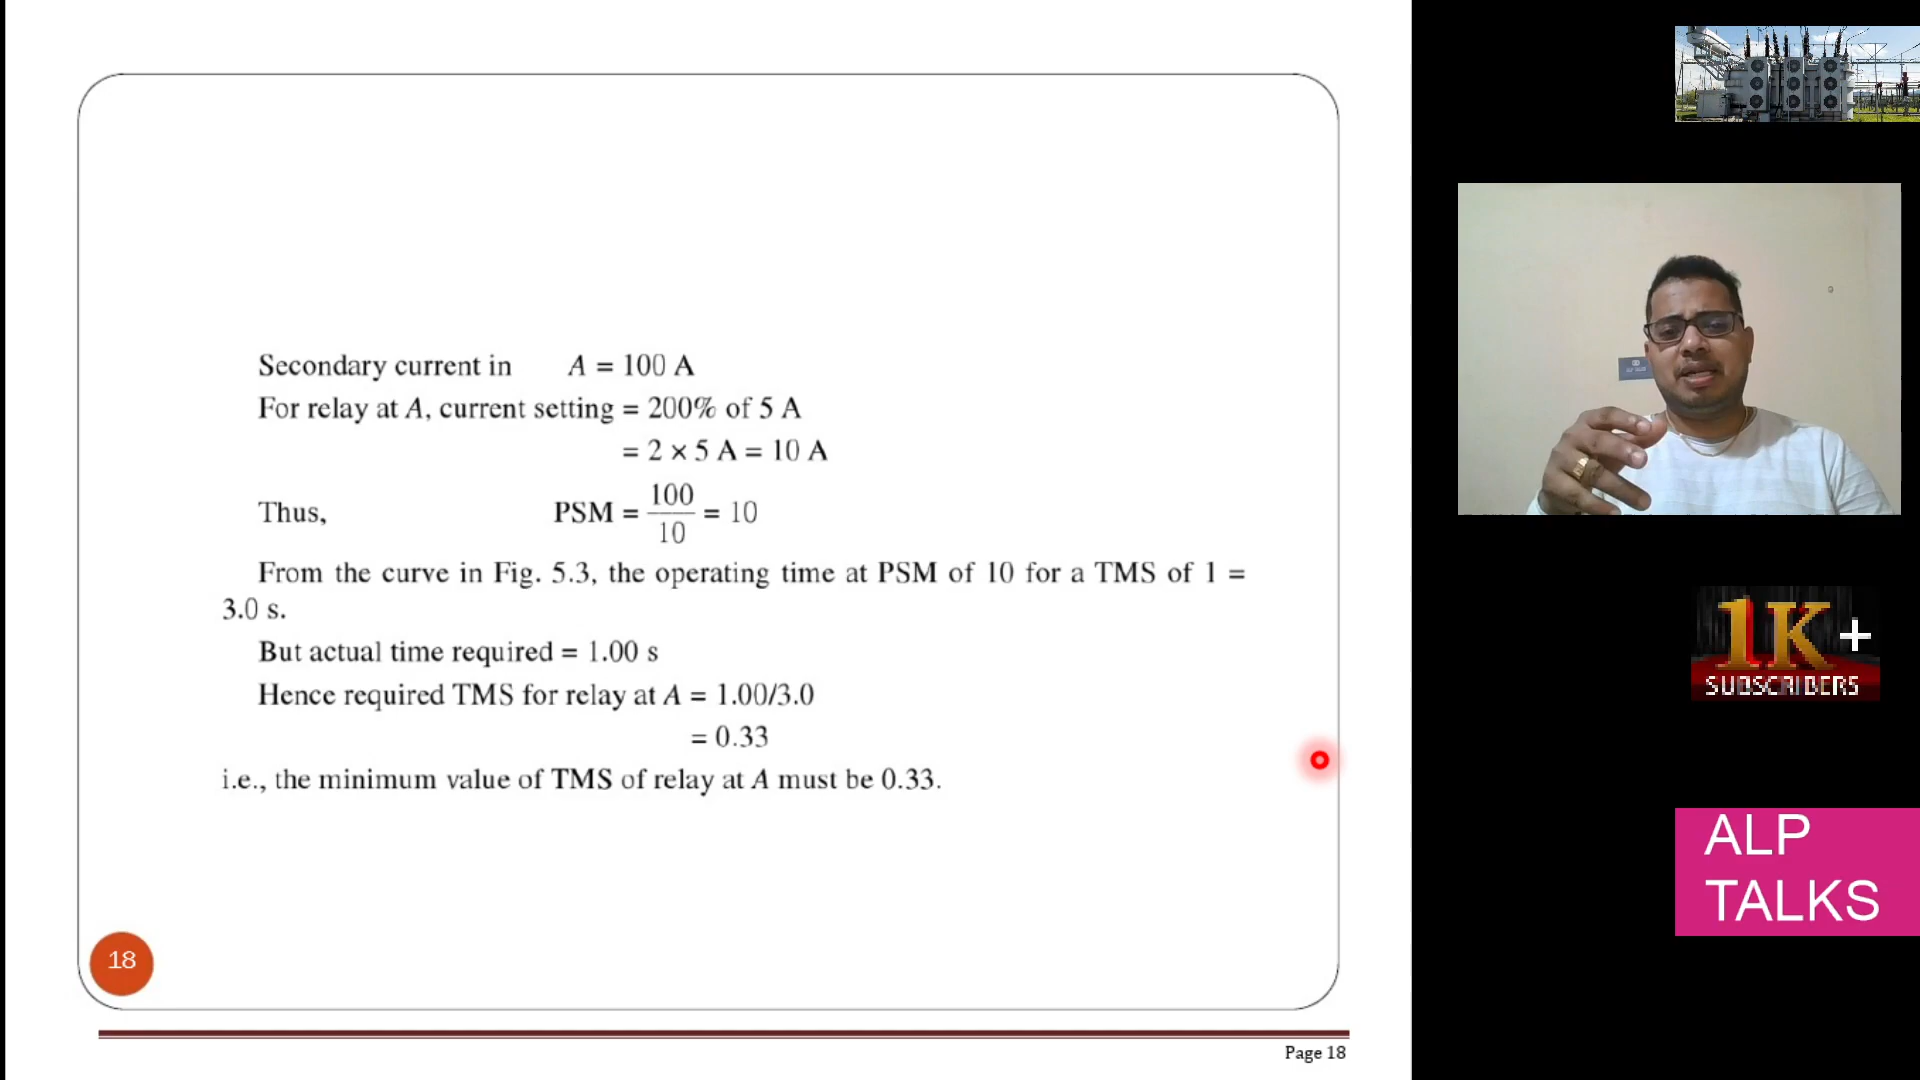 Secondary current in A = 100 A
For relay at A, current setting = 200% of 5 A
= 2 × 5 A = 10 A
Thus, PSM = 100/10 = 10
From the curve in Fig. 5.3, the operating time at PSM of 10 for a TMS of 1 =
3.0 s.
But actual time required = 1.00 s
Hence required TMS for relay at A = 1.00/3.0
= 0.33
i.e., the minimum value of TMS of relay at A must be 0.33.
18
Page 18
1K+
SUBSCRIBERS
ALP
TALKS